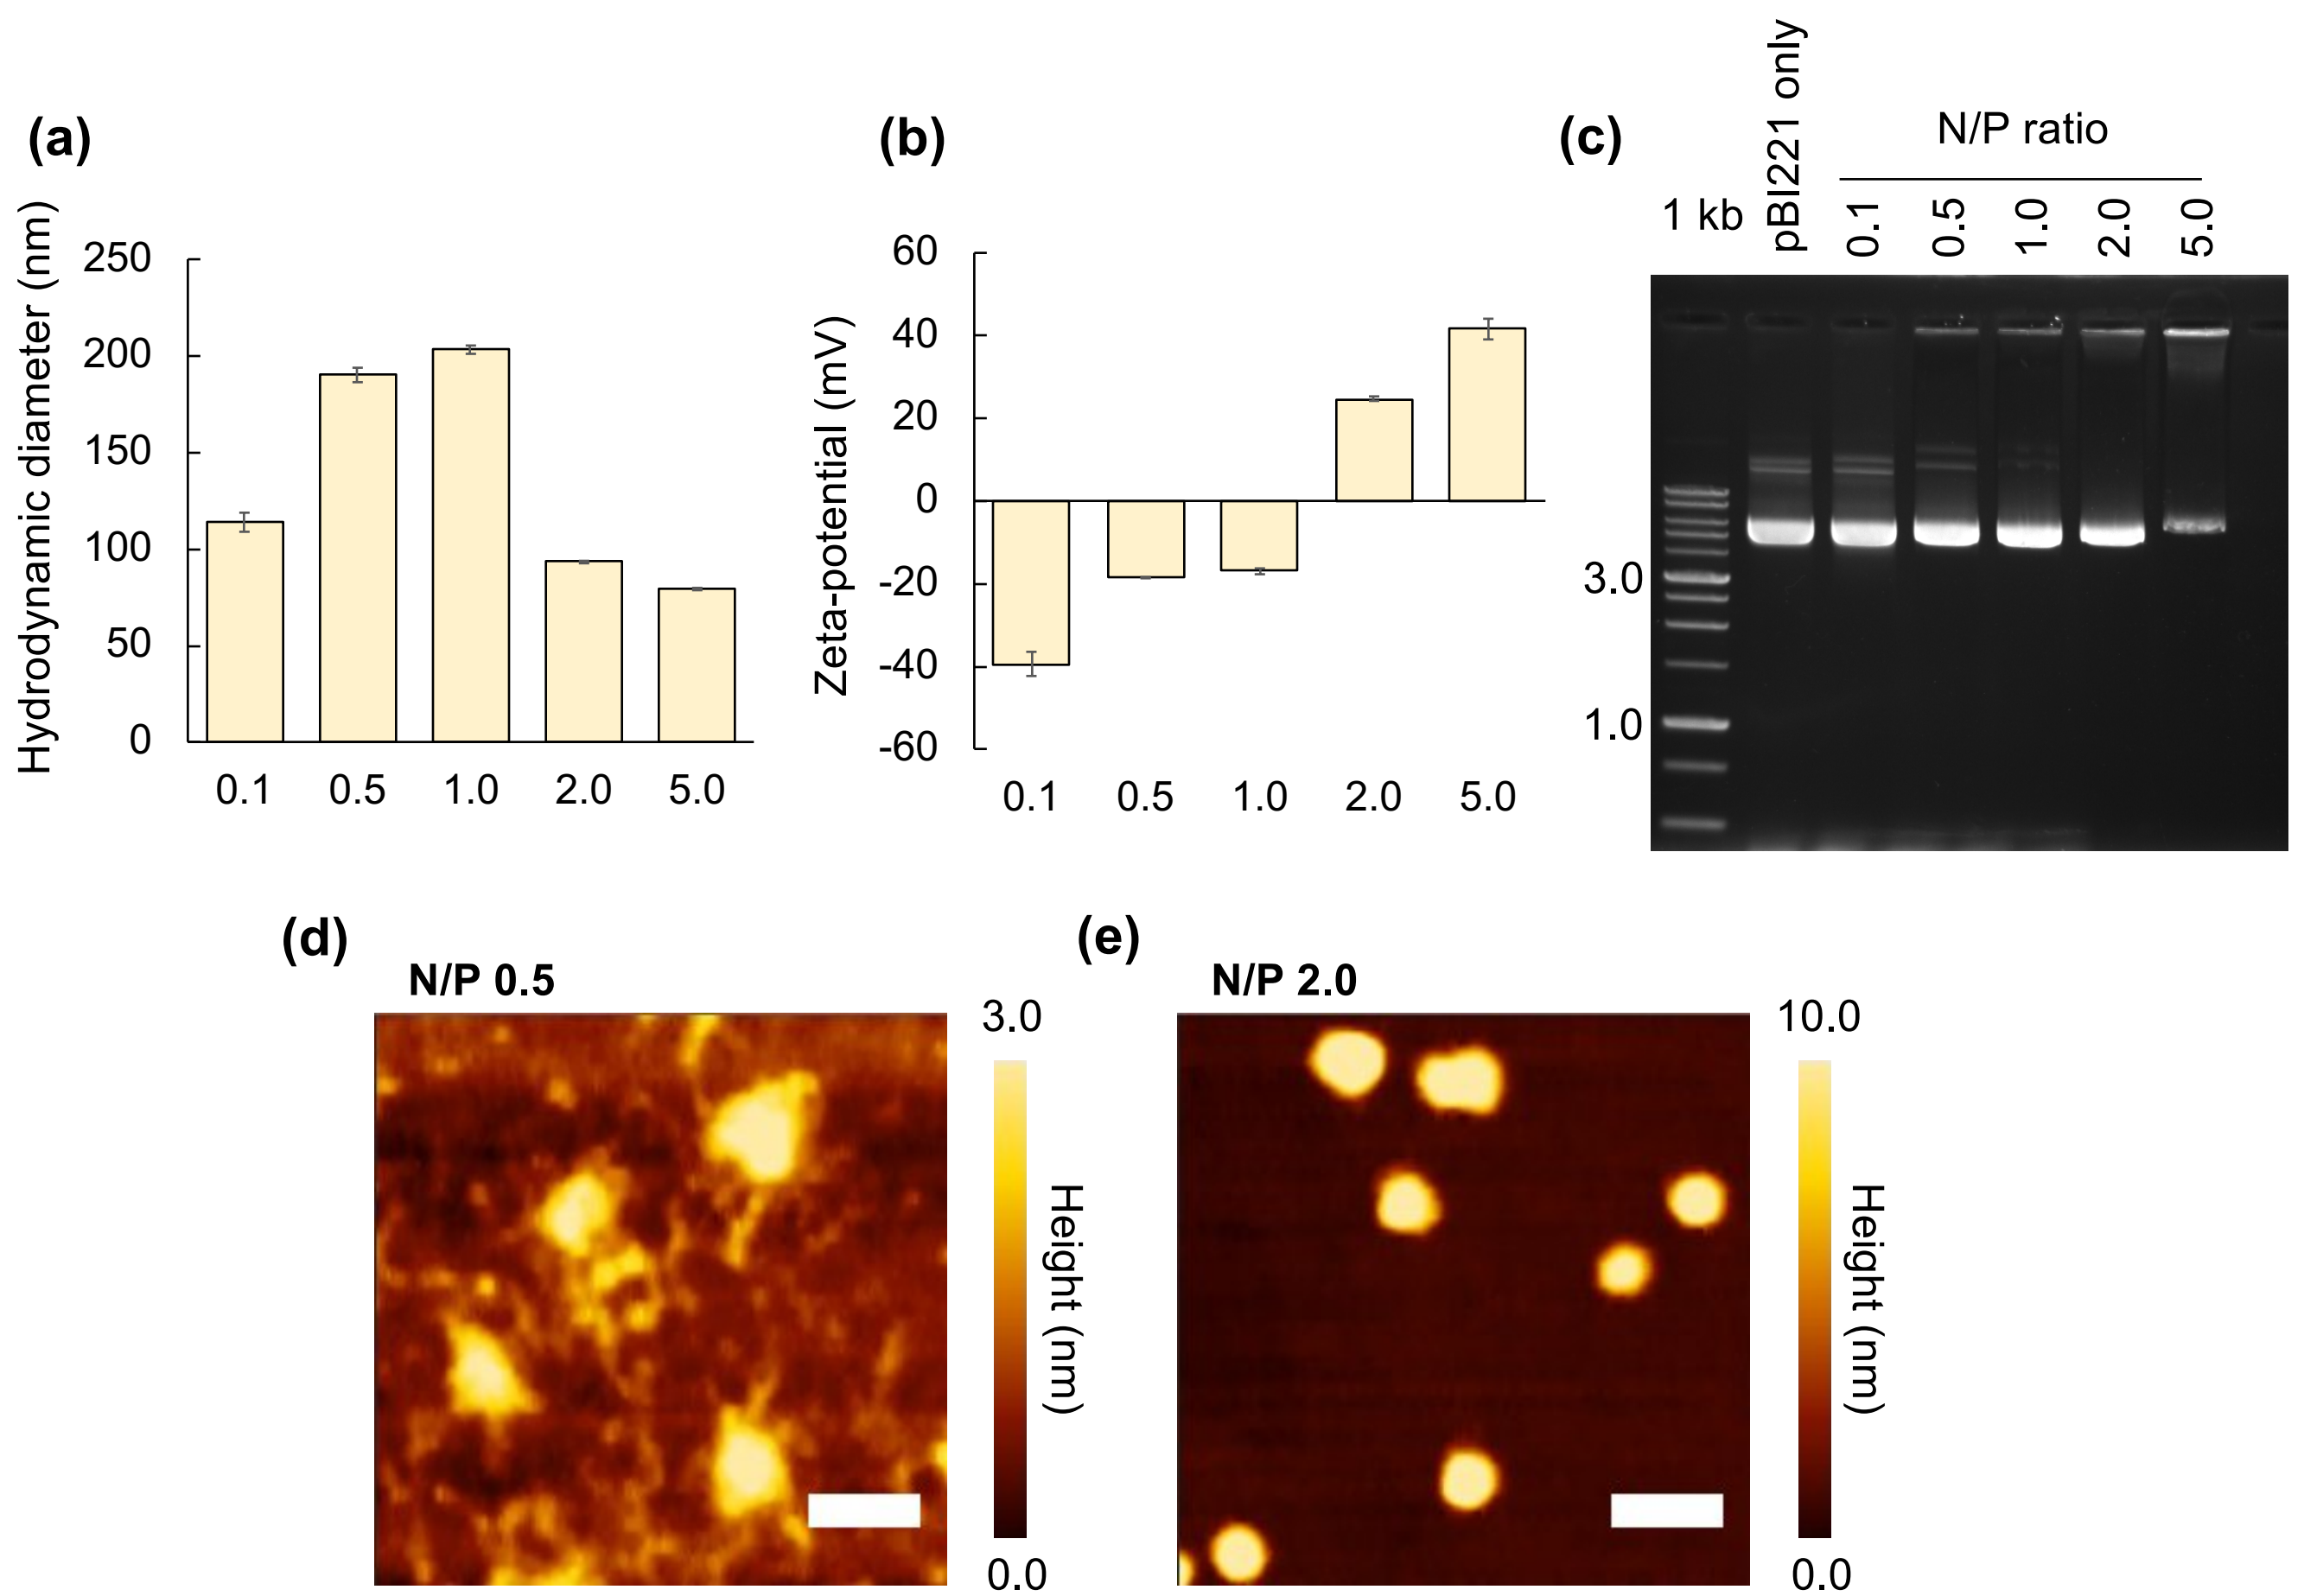 (a)
Hydrodynamic diameter (nm)
250
200
150
100
50
0
0.1 0.5 1.0 2.0 5.0
(b)
Zeta-potential (mV)
60
40
20
0
-20
-40
-60
0.1 0.5 1.0 2.0 5.0
(c)
N/P ratio
1 kb
pBI221 only
0.1
0.5
1.0
2.0
5.0
3.0
1.0
(d)
N/P 0.5
3.0
Height (nm)
0.0
(e)
N/P 2.0
10.0
Height (nm)
0.0